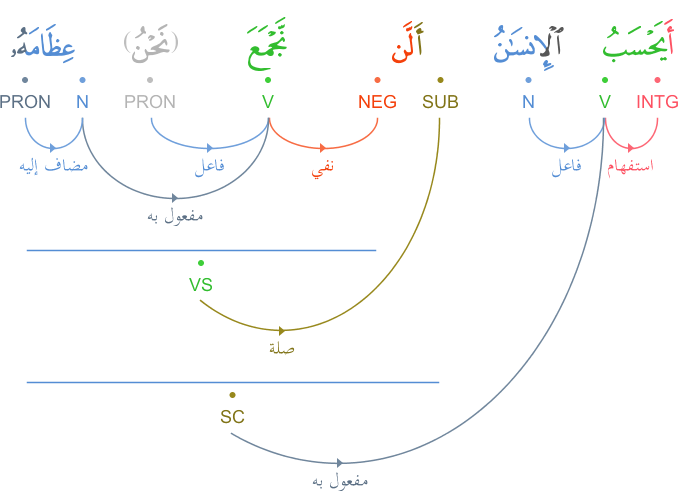 أَيَحْسَبُ ٱلْإِنسَـٰنُ أَلَّن نَّجْمَعَ (نَحْنُ) عِظَامَهُۥ
INTG V N SUB NEG V PRON N PRON
استفهام فاعل نفي فاعل مضاف إليه
مفعول به
VS
صلة
SC
مفعول به